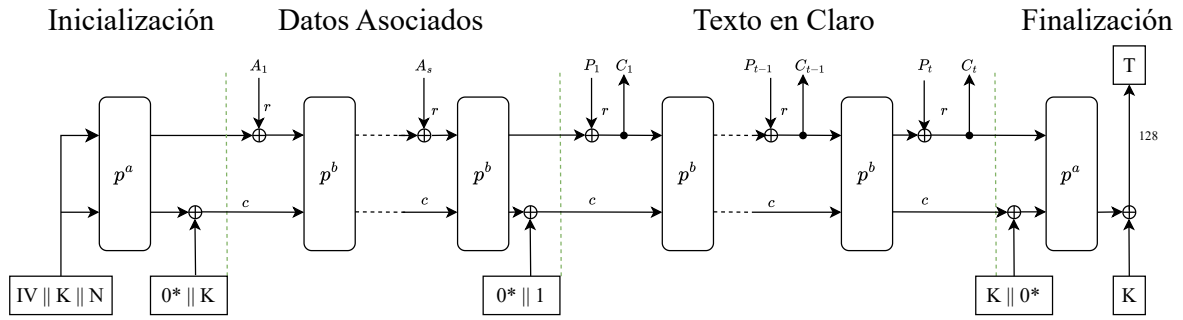 Inicialización Datos Asociados Texto en Claro Finalización
T
A₁ Aₛ P₁ C₁ Pₜ₋₁ Cₜ₋₁ Pₜ Cₜ
r r r r r
128
pᵃ pᵇ pᵇ pᵇ pᵇ pᵃ
c c c c c
IV || K || N 0* || K 0* || 1 K || 0* K